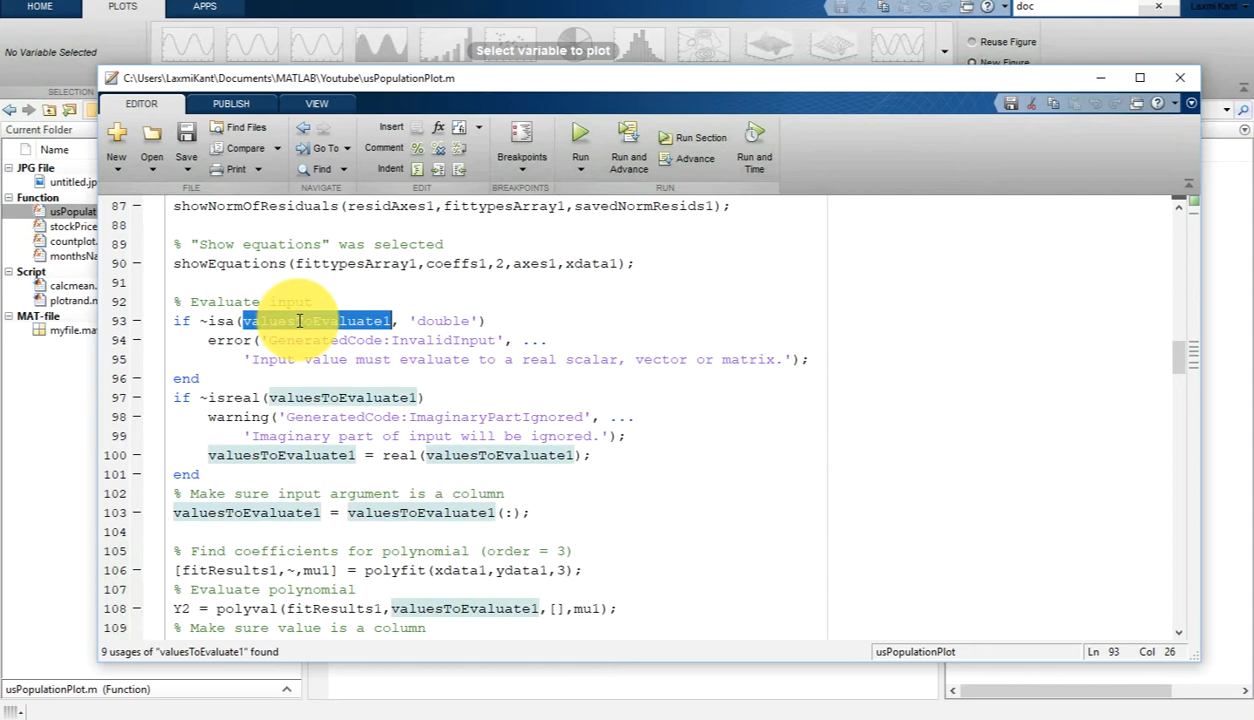 HOME PLOTS APPS doc Laxmi Kant
No Variable Selected
Select variable to plot
Reuse Figure
New Figure
SELECTION
C:\Users\LaxmiKant\Documents\MATLAB\Youtube\usPopulationPlot.m
EDITOR PUBLISH VIEW
New Open Save
Find Files
Compare
Print
Go To
Find
Insert
Comment
Indent
fx
Breakpoints
Run
Run and Advance
Run Section
Advance
Run and Time
FILE NAVIGATE EDIT BREAKPOINTS RUN
Current Folder
Name
JPG File
untitled.jp
Function
usPopulat
stockPrice
countplot.
monthsNa
Script
calcmean.
plotrand.m
MAT-file
myfile.ma
usPopulationPlot.m (Function)
87 showNormOfResiduals(residAxes1,fittypesArray1,savedNormResids1);
88
89 % "Show equations" was selected
90 showEquations(fittypesArray1,coeffs1,2,axes1,xdata1);
91
92 % Evaluate input
93 if ~isa(valuesToEvaluate1, 'double')
94 error('GeneratedCode:InvalidInput', ...
95 'Input value must evaluate to a real scalar, vector or matrix.');
96 end
97 if ~isreal(valuesToEvaluate1)
98 warning('GeneratedCode:ImaginaryPartIgnored', ...
99 'Imaginary part of input will be ignored.');
100 valuesToEvaluate1 = real(valuesToEvaluate1);
101 end
102 % Make sure input argument is a column
103 valuesToEvaluate1 = valuesToEvaluate1(:);
104
105 % Find coefficients for polynomial (order = 3)
106 [fitResults1,~,mu1] = polyfit(xdata1,ydata1,3);
107 % Evaluate polynomial
108 Y2 = polyval(fitResults1,valuesToEvaluate1,[],mu1);
109 % Make sure value is a column
9 usages of "valuesToEvaluate1" found
usPopulationPlot Ln 93 Col 26